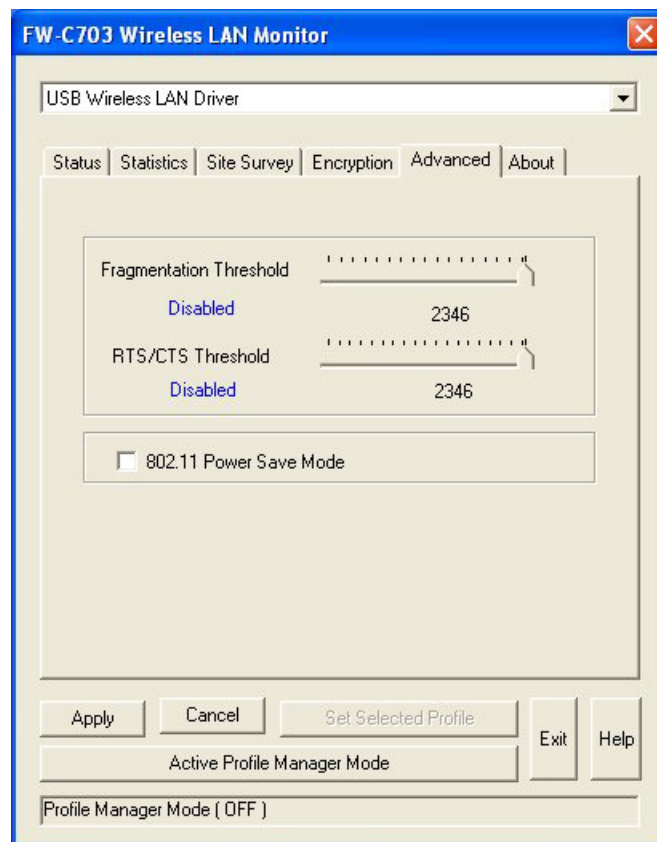 FW-C703 Wireless LAN Monitor
USB Wireless LAN Driver
Status Statistics Site Survey Encryption Advanced About
Fragmentation Threshold
Disabled 2346
RTS/CTS Threshold
Disabled 2346
802.11 Power Save Mode
Apply Cancel Set Selected Profile Exit Help
Active Profile Manager Mode
Profile Manager Mode ( OFF )